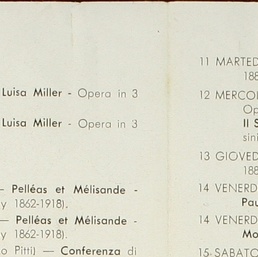 Luisa Miller - Opera in 3
Luisa Miller - Opera in 3
— Pelléas et Mélisande -
y 1862-1918).
— Pelléas et Mélisande -
y 1862-1918).
o Pitti) — Conferenza di
11 MARTED
188
12 MERCOL
Op
Il S
sin
13 GIOVED
188
14 VENERD
Pau
14 VENERD
Mo
15 SABATO